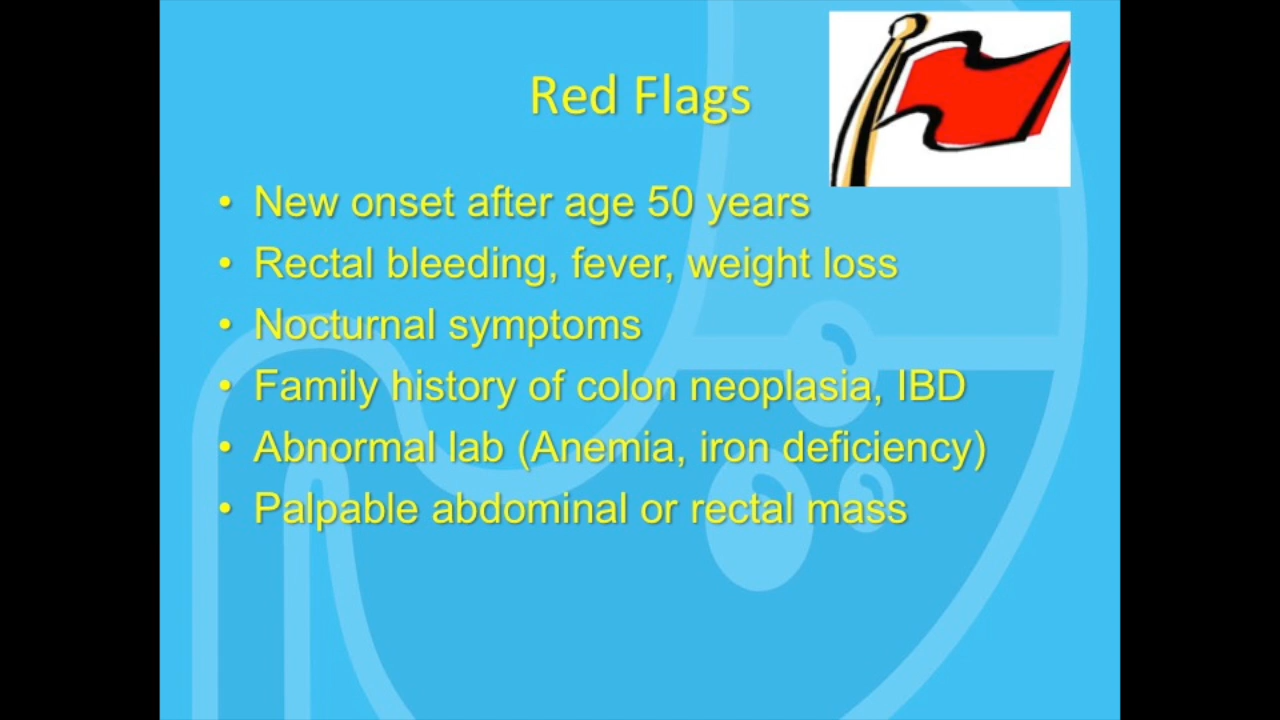 Red Flags
• New onset after age 50 years
• Rectal bleeding, fever, weight loss
• Nocturnal symptoms
• Family history of colon neoplasia, IBD
• Abnormal lab (Anemia, iron deficiency)
• Palpable abdominal or rectal mass